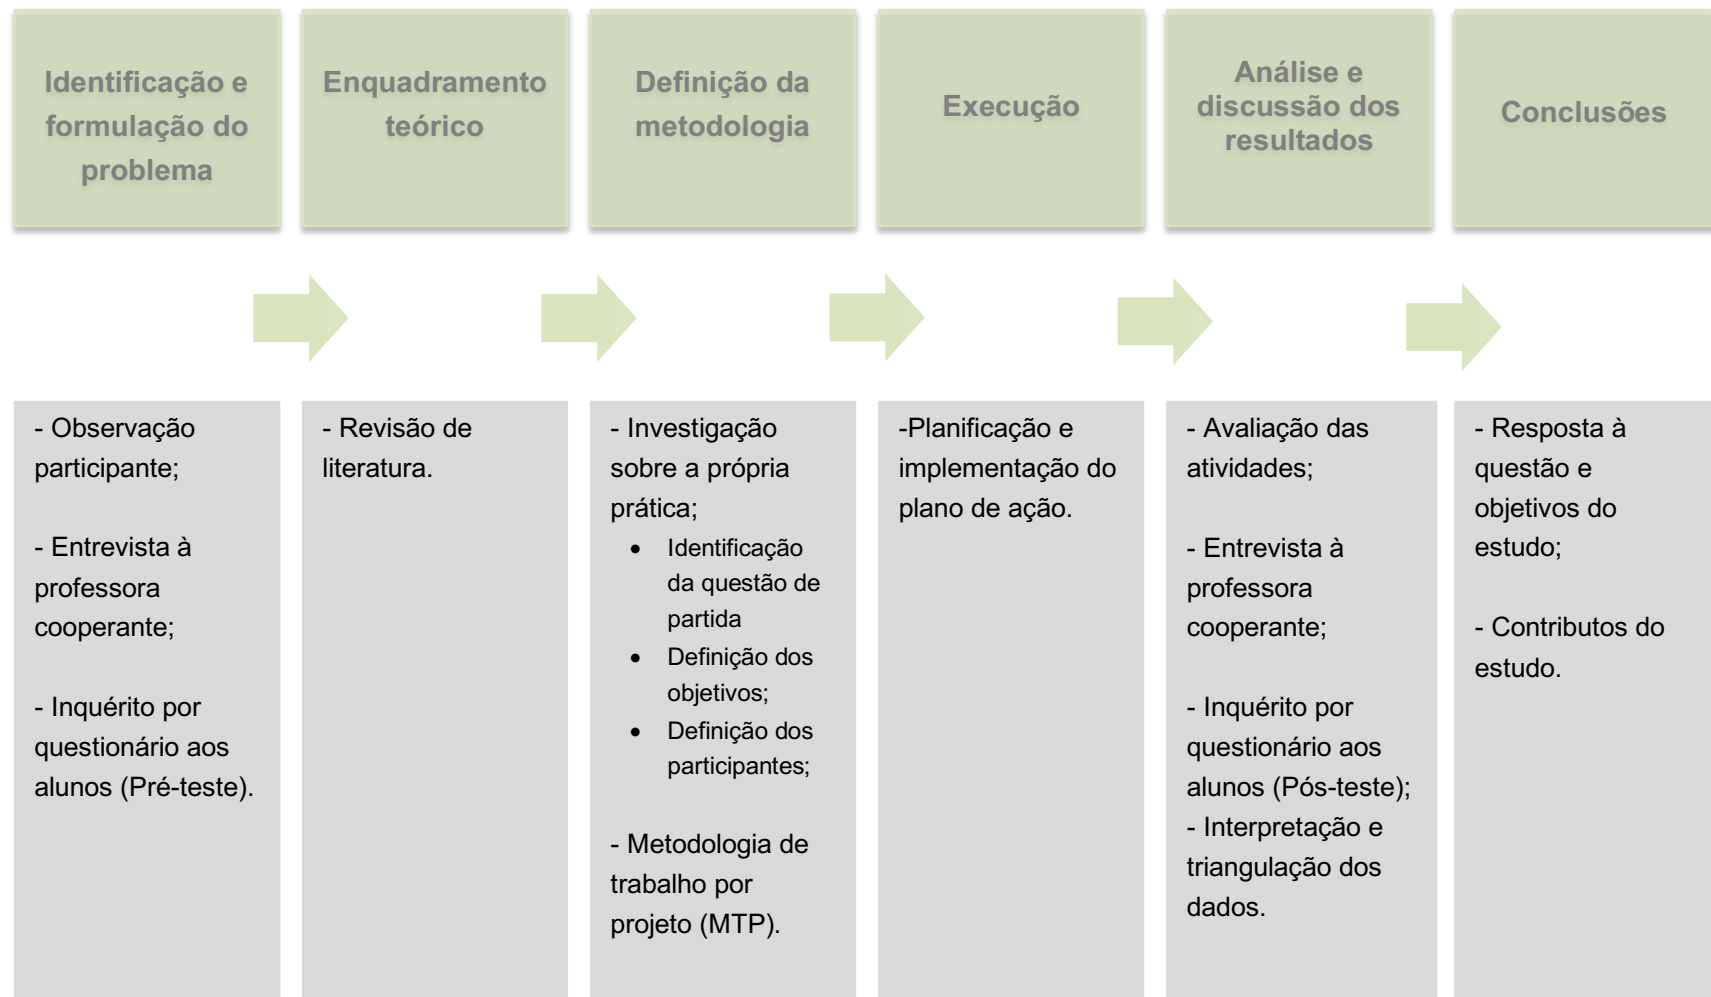 Identificação e
formulação do
problema
Enquadramento
teórico
Definição da
metodologia
Execução
Análise e
discussão dos
resultados
Conclusões
- Observação
participante;
- Entrevista à
professora
cooperante;
- Inquérito por
questionário aos
alunos (Pré-teste).
- Revisão de
literatura.
- Investigação
sobre a própria
prática;
• Identificação
da questão de
partida
• Definição dos
objetivos;
• Definição dos
participantes;
- Metodologia de
trabalho por
projeto (MTP).
-Planificação e
implementação do
plano de ação.
- Avaliação das
atividades;
- Entrevista à
professora
cooperante;
- Inquérito por
questionário aos
alunos (Pós-teste);
- Interpretação e
triangulação dos
dados.
- Resposta à
questão e
objetivos do
estudo;
- Contributos do
estudo.